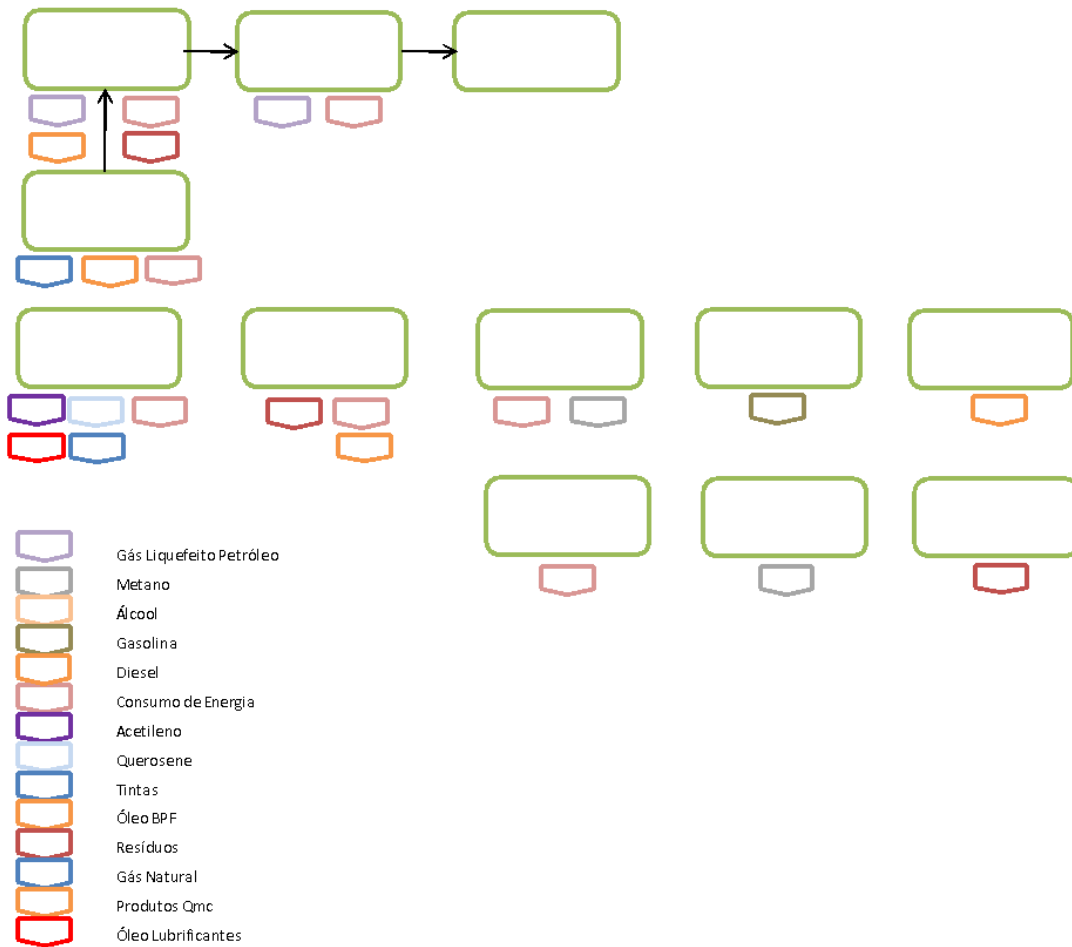 Gás Liquefeito Petróleo
Metano
Álcool
Gasolina
Diesel
Consumo de Energia
Acetileno
Querosene
Tintas
Óleo BPF
Resíduos
Gás Natural
Produtos Qmc
Óleo Lubrificantes